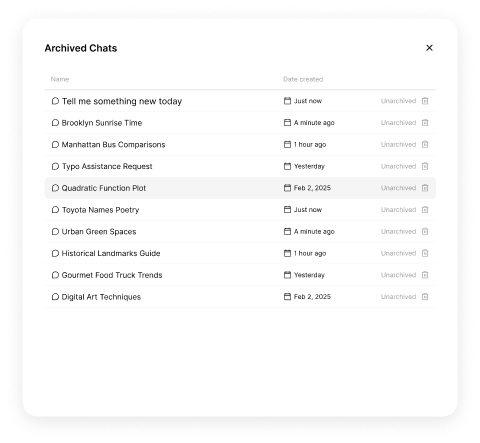 Archived Chats
Name Date created
Tell me something new today Just now Unarchived
Brooklyn Sunrise Time A minute ago Unarchived
Manhattan Bus Comparisons 1 hour ago Unarchived
Typo Assistance Request Yesterday Unarchived
Quadratic Function Plot Feb 2, 2025 Unarchived
Toyota Names Poetry Just now Unarchived
Urban Green Spaces A minute ago Unarchived
Historical Landmarks Guide 1 hour ago Unarchived
Gourmet Food Truck Trends Yesterday Unarchived
Digital Art Techniques Feb 2, 2025 Unarchived